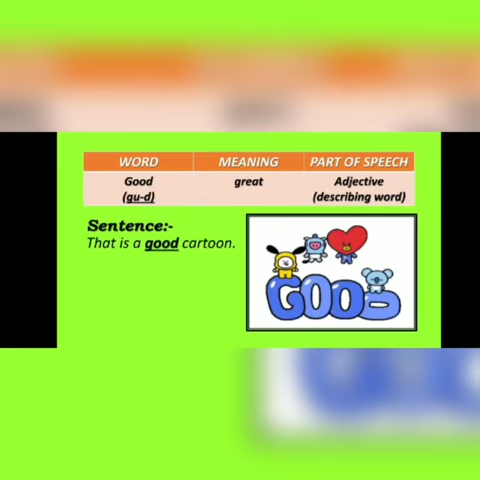 WORD MEANING PART OF SPEECH
Good great Adjective
(gu-d) (describing word)
Sentence:-
That is a good cartoon.
GOOD